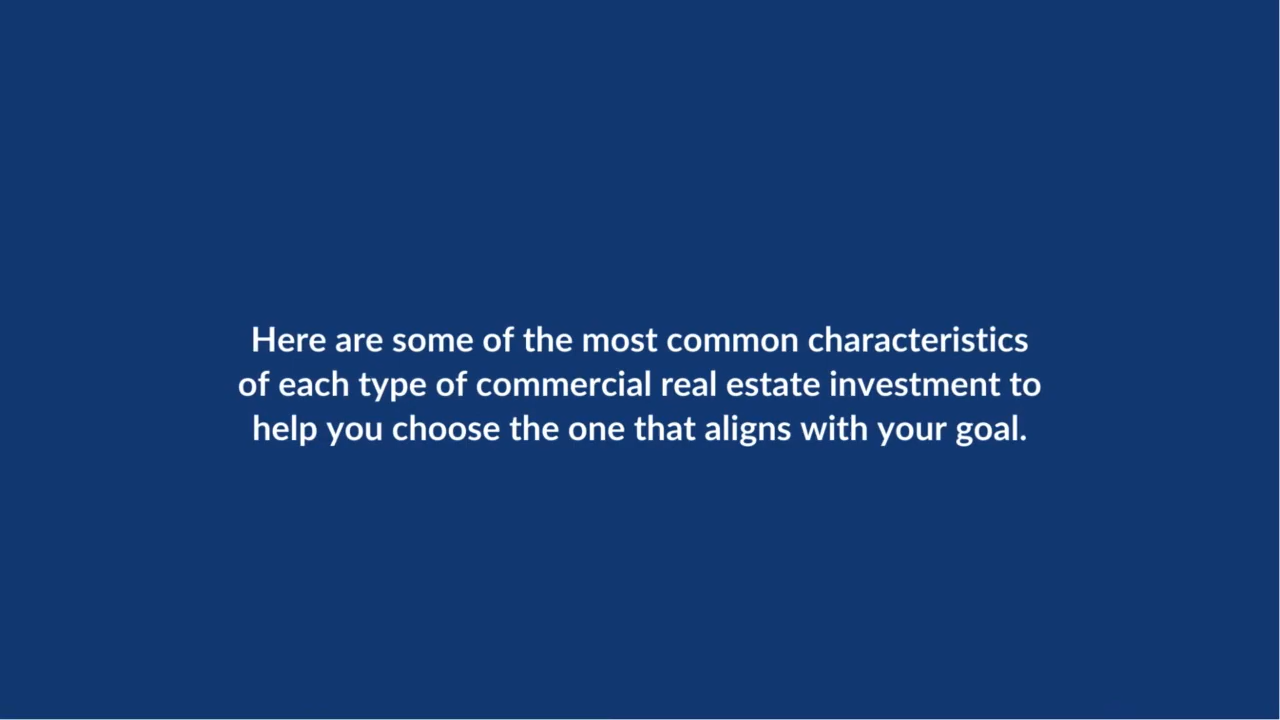 Here are some of the most common characteristics
of each type of commercial real estate investment to
help you choose the one that aligns with your goal.